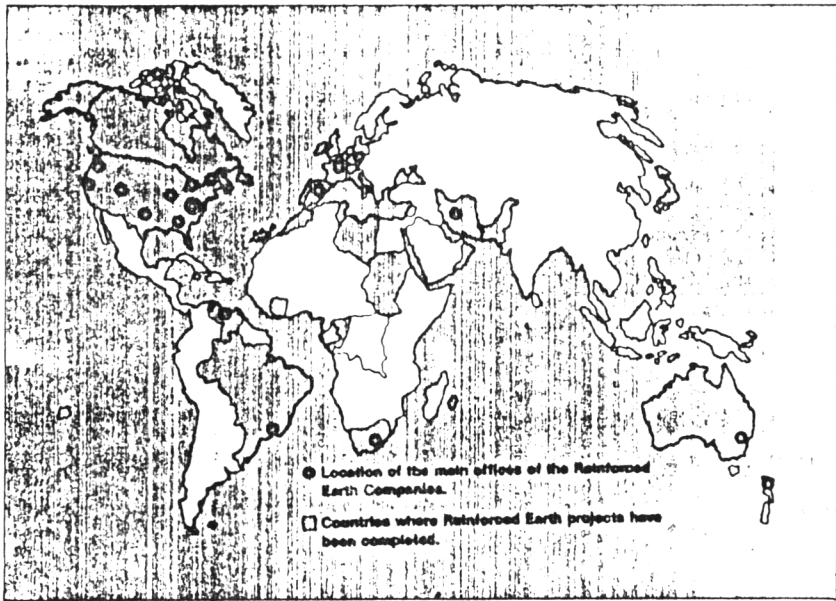 Location of the main offices of the Reinforced
Earth Companies.
Countries where Reinforced Earth projects have
been completed.